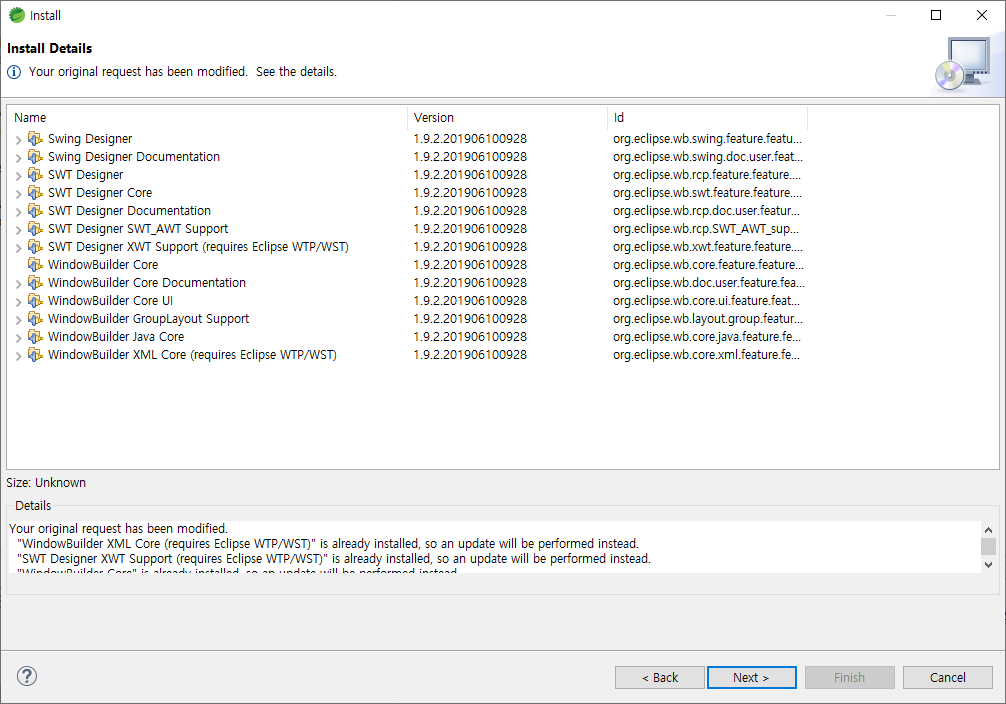 Install
Install Details
Your original request has been modified.  See the details.
Name Version Id
Swing Designer 1.9.2.201906100928 org.eclipse.wb.swing.feature.featu...
Swing Designer Documentation 1.9.2.201906100928 org.eclipse.wb.swing.doc.user.feat...
SWT Designer 1.9.2.201906100928 org.eclipse.wb.rcp.feature.feature....
SWT Designer Core 1.9.2.201906100928 org.eclipse.wb.swt.feature.feature....
SWT Designer Documentation 1.9.2.201906100928 org.eclipse.wb.rcp.doc.user.featur...
SWT Designer SWT_AWT Support 1.9.2.201906100928 org.eclipse.wb.rcp.SWT_AWT_sup...
SWT Designer XWT Support (requires Eclipse WTP/WST) 1.9.2.201906100928 org.eclipse.wb.xwt.feature.feature....
WindowBuilder Core 1.9.2.201906100928 org.eclipse.wb.core.feature.feature...
WindowBuilder Core Documentation 1.9.2.201906100928 org.eclipse.wb.doc.user.feature.fea...
WindowBuilder Core UI 1.9.2.201906100928 org.eclipse.wb.core.ui.feature.feat...
WindowBuilder GroupLayout Support 1.9.2.201906100928 org.eclipse.wb.layout.group.featur...
WindowBuilder Java Core 1.9.2.201906100928 org.eclipse.wb.core.java.feature.fe...
WindowBuilder XML Core (requires Eclipse WTP/WST) 1.9.2.201906100928 org.eclipse.wb.core.xml.feature.fe...
Size: Unknown
Details
Your original request has been modified.
"WindowBuilder XML Core (requires Eclipse WTP/WST)" is already installed, so an update will be performed instead.
"SWT Designer XWT Support (requires Eclipse WTP/WST)" is already installed, so an update will be performed instead.
"WindowBuilder Core" is already installed, so an update will be performed instead.
? < Back Next > Finish Cancel